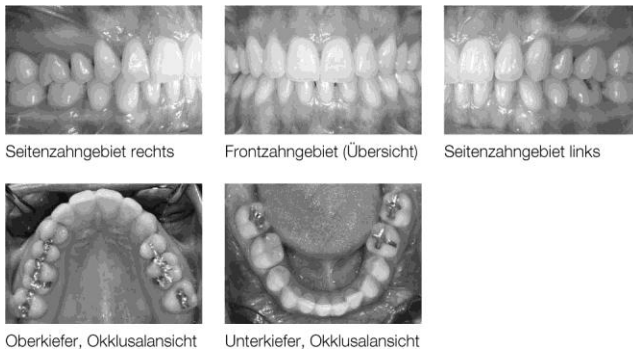 Seitenzahngebiet rechts
Frontzahngebiet (Übersicht)
Seitenzahngebiet links
Oberkiefer, Okklusalansicht
Unterkiefer, Okklusalansicht